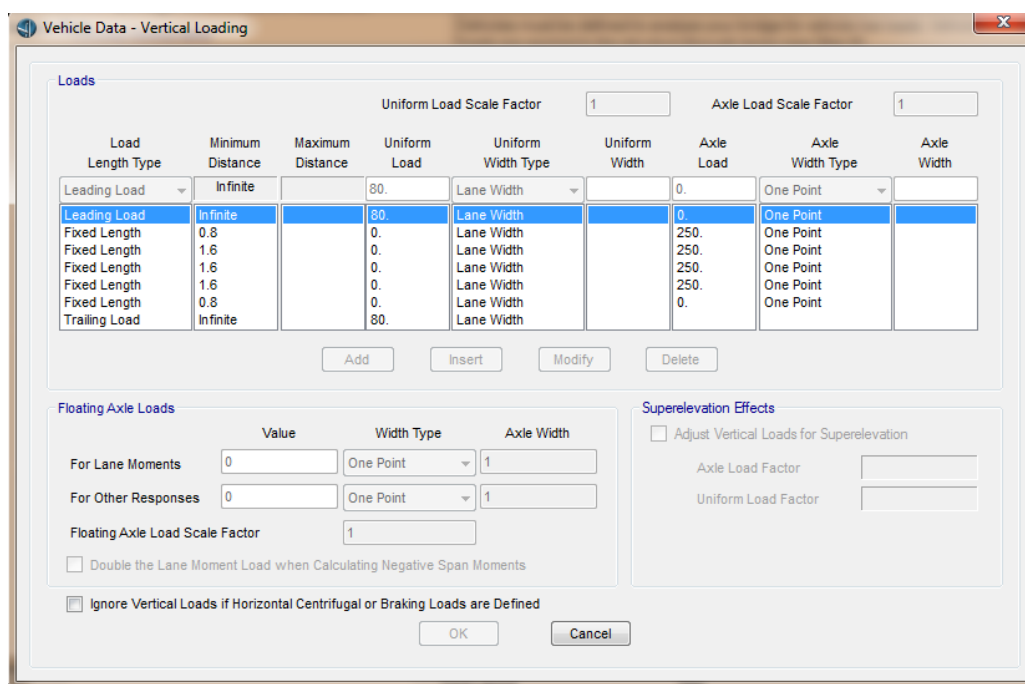 Vehicle Data - Vertical Loading
Loads
Uniform Load Scale Factor 1 Axle Load Scale Factor 1
Load Minimum Maximum Uniform Uniform Uniform Axle Axle Axle
Length Type Distance Distance Load Width Type Width Load Width Type Width
Leading Load Infinite 80. Lane Width 0. One Point
Leading Load Infinite 80. Lane Width 0. One Point
Fixed Length 0.8 0. Lane Width 250. One Point
Fixed Length 1.6 0. Lane Width 250. One Point
Fixed Length 1.6 0. Lane Width 250. One Point
Fixed Length 1.6 0. Lane Width 250. One Point
Fixed Length 0.8 0. Lane Width 0. One Point
Trailing Load Infinite 80. Lane Width
Add Insert Modify Delete
Floating Axle Loads Superelevation Effects
Value Width Type Axle Width Adjust Vertical Loads for Superelevation
For Lane Moments 0 One Point 1 Axle Load Factor
For Other Responses 0 One Point 1 Uniform Load Factor
Floating Axle Load Scale Factor 1
Double the Lane Moment Load when Calculating Negative Span Moments
Ignore Vertical Loads if Horizontal Centrifugal or Braking Loads are Defined
OK Cancel